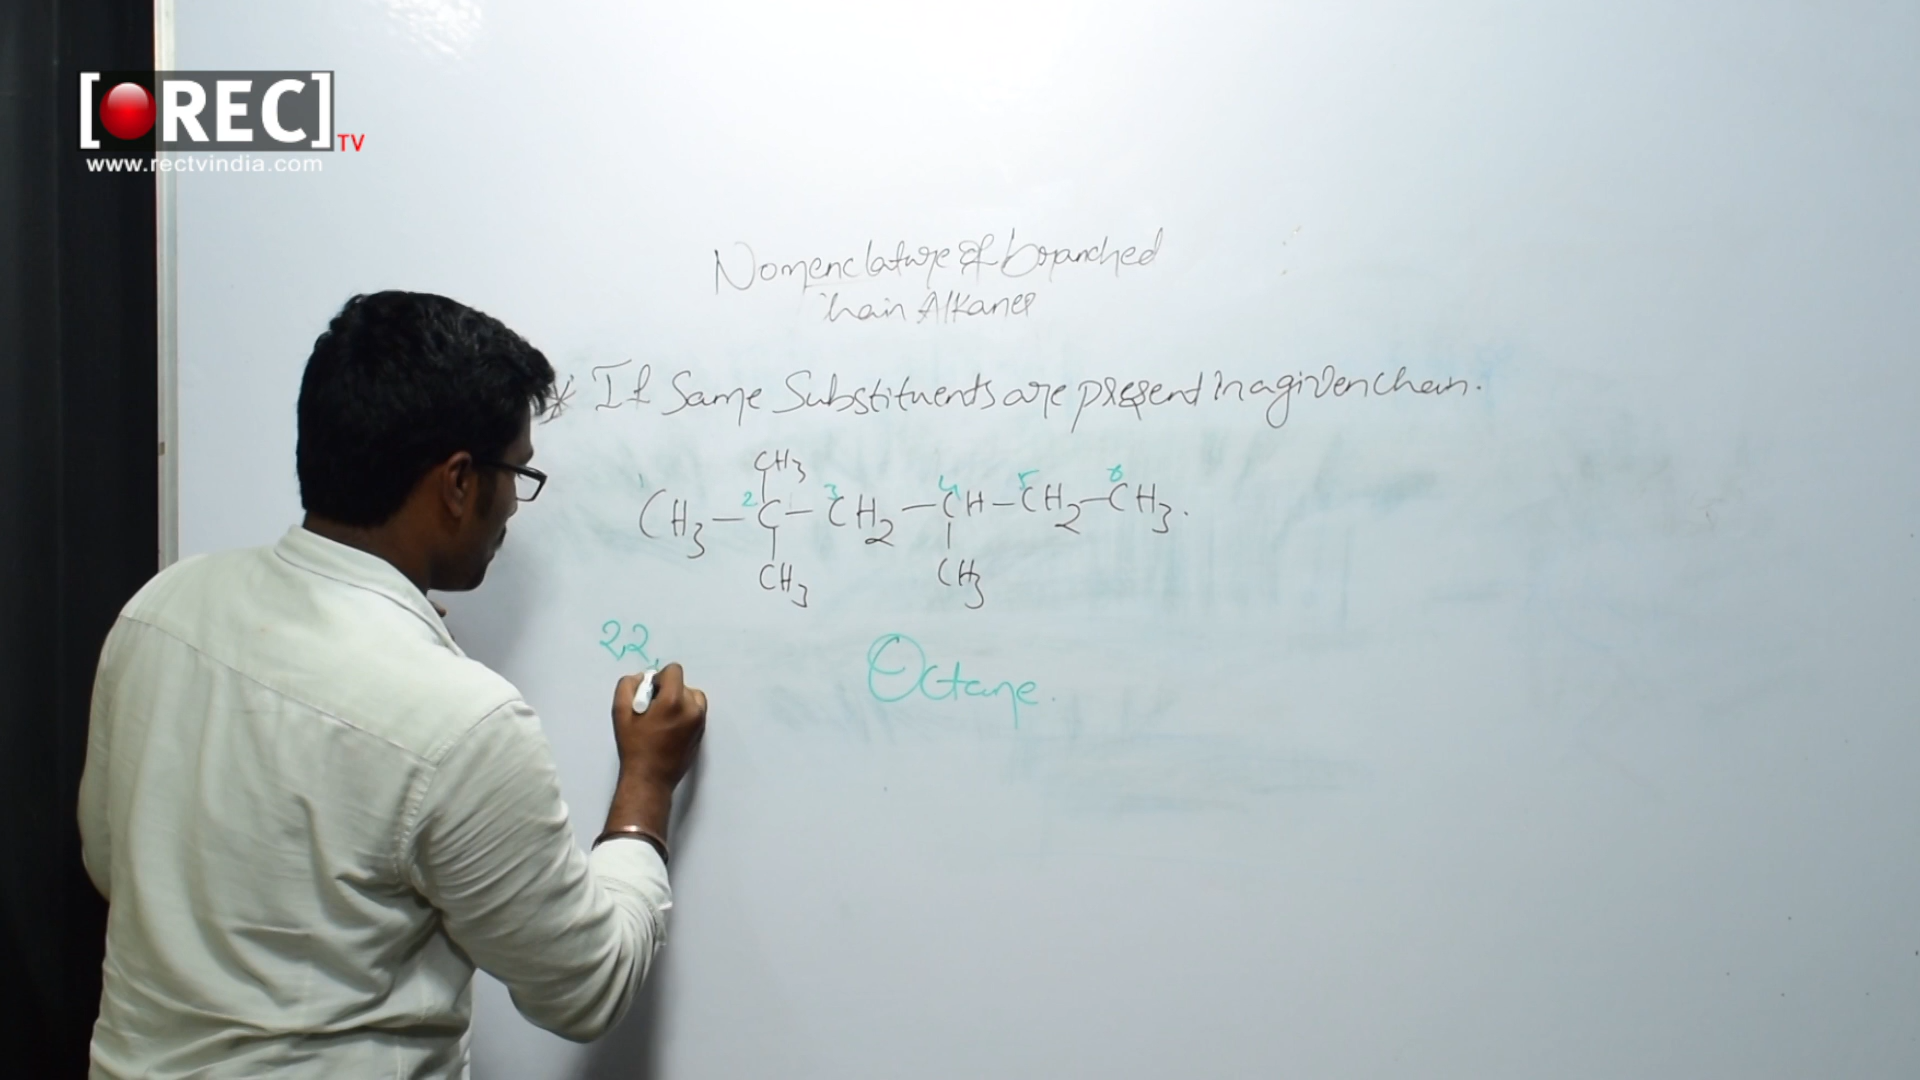 [REC]
TV
www.rectvindia.com
Nomenclature of branched
chain Alkanes
* If Same Substituents are present in a given chain.
CH3
1 2 3 4 5 6
CH3 - C - CH2 - CH - CH2 - CH3.
CH3 CH3
2,2,
Octane.